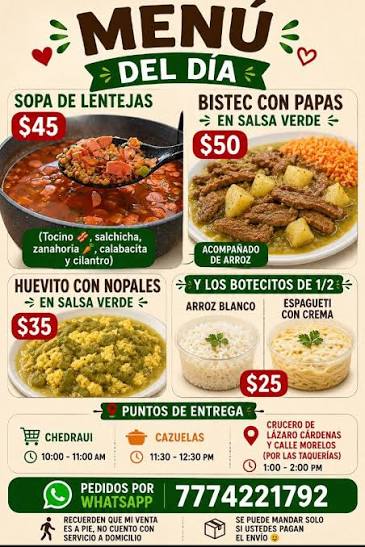 MENÚ
DEL DÍA
SOPA DE LENTEJAS
$45
(Tocino 🥓, salchicha,
zanahoria 🥕, calabacita
y cilantro)
BISTEC CON PAPAS
EN SALSA VERDE
$50
ACOMPAÑADO
DE ARROZ
HUEVITO CON NOPALES
EN SALSA VERDE
$35
Y LOS BOTECITOS DE 1/2
ARROZ BLANCO
ESPAGUETI
CON CREMA
$25
PUNTOS DE ENTREGA
CHEDRAUI
10:00 - 11:00 AM
CAZUELAS
11:30 - 12:30 PM
CRUCERO DE
LÁZARO CÁRDENAS
Y CALLE MORELOS
(POR LAS TAQUERÍAS)
1:00 - 2:00 PM
PEDIDOS POR
WHATSAPP
7774221792
RECUERDEN QUE MI VENTA
ES A PIE, NO CUENTO CON
SERVICIO A DOMICILIO
SE PUEDE MANDAR SOLO
SI USTEDES PAGAN
EL ENVÍO 😊